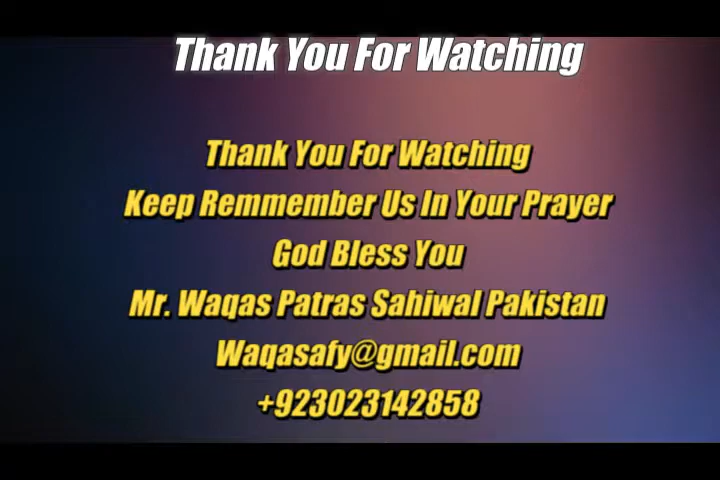 Thank You For Watching
Thank You For Watching
Keep Remmember Us In Your Prayer
God Bless You
Mr. Waqas Patras Sahiwal Pakistan
Waqasafy@gmail.com
+923023142858